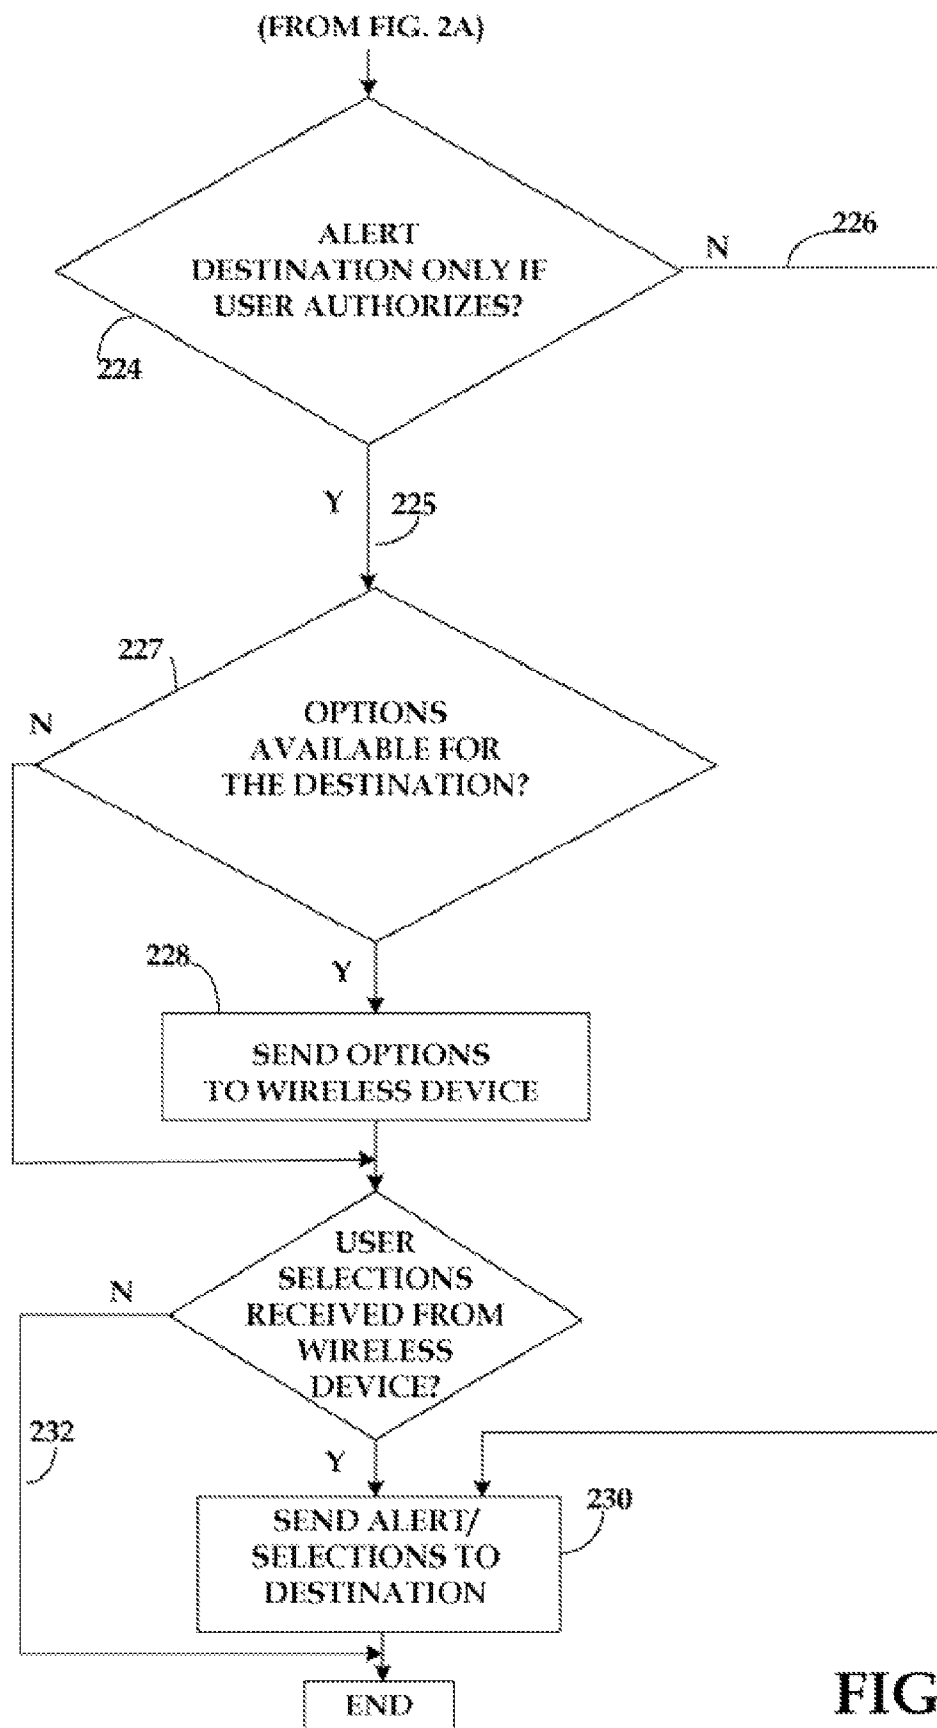 (FROM FIG. 2A)
ALERT
DESTINATION ONLY IF
USER AUTHORIZES?
N
226
224
Y
225
227
N
OPTIONS
AVAILABLE FOR
THE DESTINATION?
228
Y
SEND OPTIONS
TO WIRELESS DEVICE
N
USER
SELECTIONS
RECEIVED FROM
WIRELESS
DEVICE?
232
Y
230
SEND ALERT/
SELECTIONS TO
DESTINATION
END
FIG